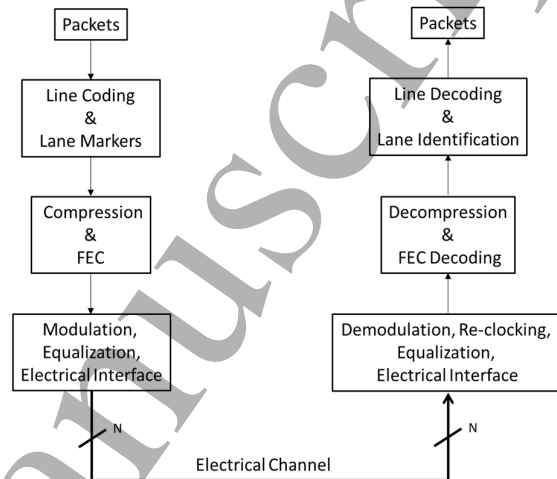 Packets
Line Coding
&
Lane Markers
Compression
&
FEC
Modulation,
Equalization,
Electrical Interface
N
Electrical Channel
Packets
Line Decoding
&
Lane Identification
Decompression
&
FEC Decoding
Demodulation, Re-clocking,
Equalization,
Electrical Interface
N
anuscri